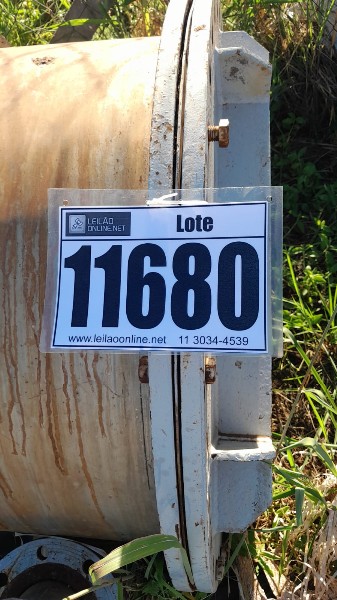 LEILÃO
ONLINE.NET
Lote
11680
www.leilaoonline.net 11 3034-4539